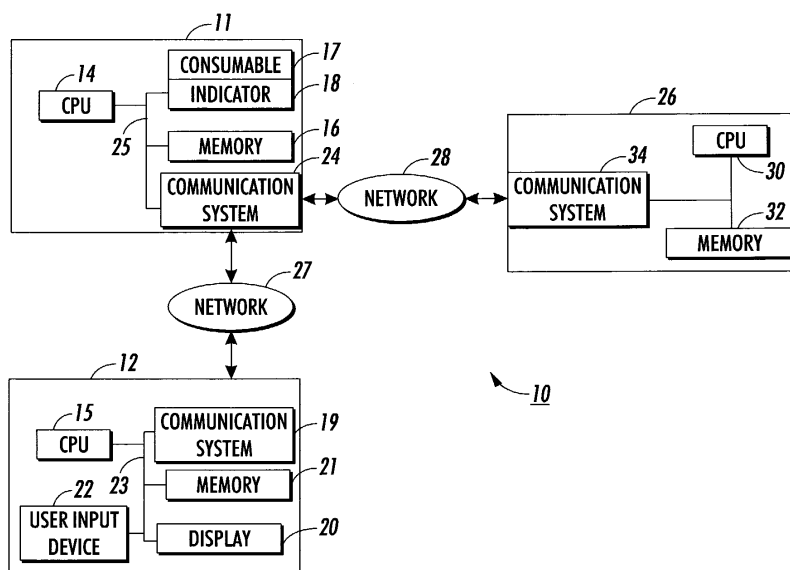 11
14
CPU
25
CONSUMABLE
17
INDICATOR
18
MEMORY
16
24
COMMUNICATION
SYSTEM
28
NETWORK
26
34
COMMUNICATION
SYSTEM
CPU
30
32
MEMORY
27
NETWORK
12
15
CPU
23
COMMUNICATION
SYSTEM
19
MEMORY
21
22
USER INPUT
DEVICE
DISPLAY
20
10